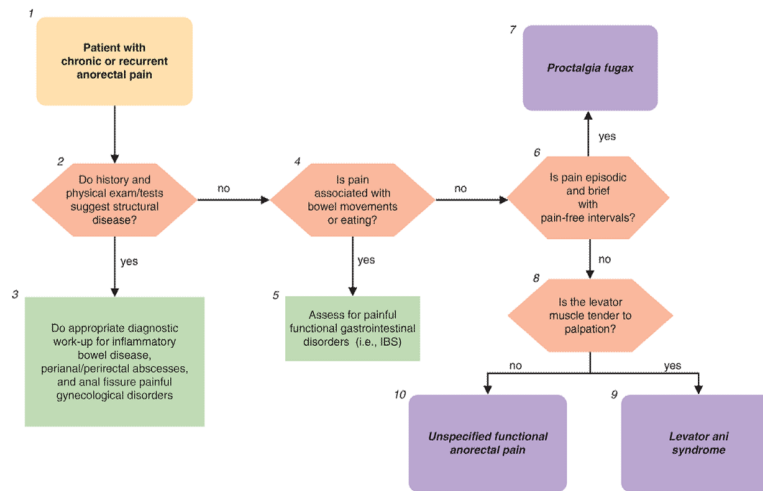 1
Patient with
chronic or recurrent
anorectal pain
2
Do history and
physical exam/tests
suggest structural
disease?
no
yes
3
Do appropriate diagnostic
work-up for inflammatory
bowel disease,
perianal/perirectal abscesses,
and anal fissure painful
gynecological disorders
4
Is pain
associated with
bowel movements
or eating?
no
yes
5
Assess for painful
functional gastrointestinal
disorders (i.e., IBS)
6
Is pain episodic
and brief
with
pain-free intervals?
yes
no
7
Proctalgia fugax
8
Is the levator
muscle tender to
palpation?
no
yes
10
Unspecified functional
anorectal pain
9
Levator ani
syndrome